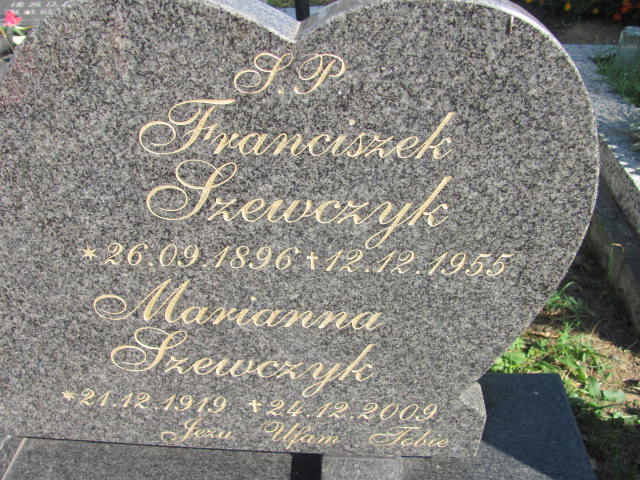 S.P
Franciszek
Szewczyk
*26.09.1896 †12.12.1955
Marianna
Szewczyk
*21.12.1919 †24.12.2009
Jezu Ufam Tobie